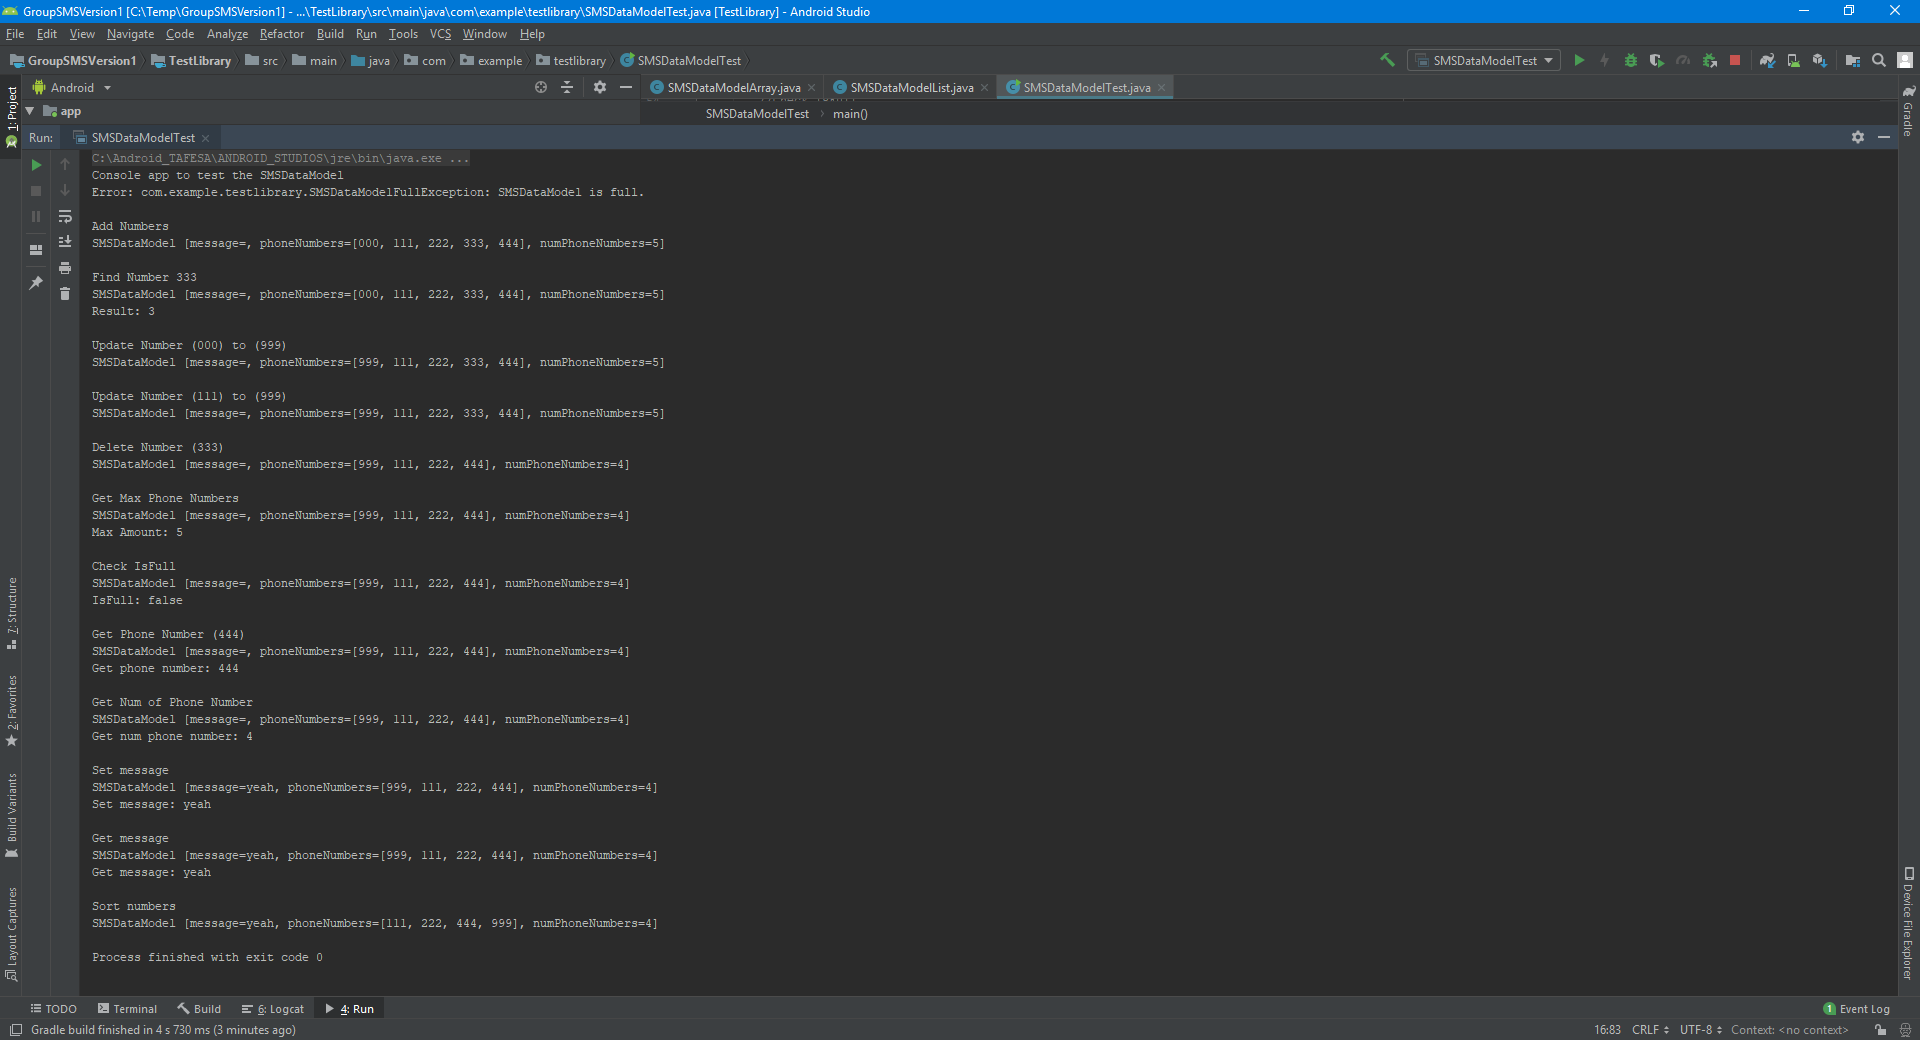 GroupSMSVersion1 [C:\Temp\GroupSMSVersion1] - ...\TestLibrary\src\main\java\com\example\testlibrary\SMSDataModelTest.java [TestLibrary] - Android Studio
File Edit View Navigate Code Analyze Refactor Build Run Tools VCS Window Help
GroupSMSVersion1 TestLibrary src main java com example testlibrary SMSDataModelTest
SMSDataModelTest
Android
SMSDataModelArray.java SMSDataModelList.java SMSDataModelTest.java
app
SMSDataModelTest > main()
Run: SMSDataModelTest
C:\Android_TAFESA\ANDROID_STUDIOS\jre\bin\java.exe ...
Console app to test the SMSDataModel
Error: com.example.testlibrary.SMSDataModelFullException: SMSDataModel is full.
Add Numbers
SMSDataModel [message=, phoneNumbers=[000, 111, 222, 333, 444], numPhoneNumbers=5]
Find Number 333
SMSDataModel [message=, phoneNumbers=[000, 111, 222, 333, 444], numPhoneNumbers=5]
Result: 3
Update Number (000) to (999)
SMSDataModel [message=, phoneNumbers=[999, 111, 222, 333, 444], numPhoneNumbers=5]
Update Number (111) to (999)
SMSDataModel [message=, phoneNumbers=[999, 111, 222, 333, 444], numPhoneNumbers=5]
Delete Number (333)
SMSDataModel [message=, phoneNumbers=[999, 111, 222, 444], numPhoneNumbers=4]
Get Max Phone Numbers
SMSDataModel [message=, phoneNumbers=[999, 111, 222, 444], numPhoneNumbers=4]
Max Amount: 5
Check IsFull
SMSDataModel [message=, phoneNumbers=[999, 111, 222, 444], numPhoneNumbers=4]
IsFull: false
Get Phone Number (444)
SMSDataModel [message=, phoneNumbers=[999, 111, 222, 444], numPhoneNumbers=4]
Get phone number: 444
Get Num of Phone Number
SMSDataModel [message=, phoneNumbers=[999, 111, 222, 444], numPhoneNumbers=4]
Get num phone number: 4
Set message
SMSDataModel [message=yeah, phoneNumbers=[999, 111, 222, 444], numPhoneNumbers=4]
Set message: yeah
Get message
SMSDataModel [message=yeah, phoneNumbers=[999, 111, 222, 444], numPhoneNumbers=4]
Get message: yeah
Sort numbers
SMSDataModel [message=yeah, phoneNumbers=[111, 222, 444, 999], numPhoneNumbers=4]
Process finished with exit code 0
1: Project
7: Structure
2: Favorites
Build Variants
Layout Captures
Gradle
Device File Explorer
TODO Terminal Build 6: Logcat 4: Run
1 Event Log
Gradle build finished in 4 s 730 ms (3 minutes ago)
16:83 CRLF UTF-8 Context: <no context>